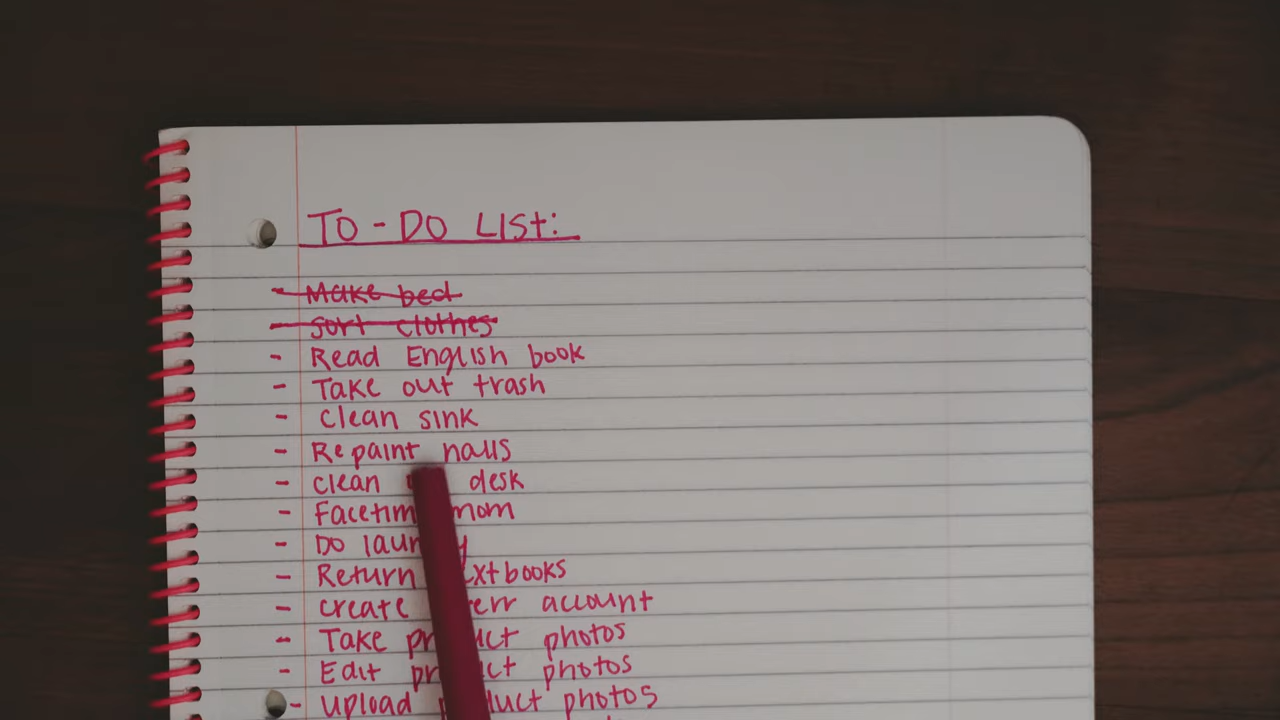 TO-DO LIST:
- Make bed
- Sort clothes
- Read English book
- Take out trash
- Clean sink
- Repaint nails
- Clean desk
- mom
- Do
- Return
- Create account
- Take photos
- Edit photos
- Upload photos